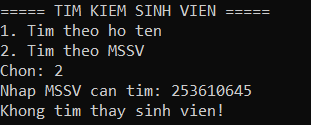 ===== TIM KIEM SINH VIEN =====
1. Tim theo ho ten
2. Tim theo MSSV
Chon: 2
Nhap MSSV can tim: 253610645
Khong tim thay sinh vien!